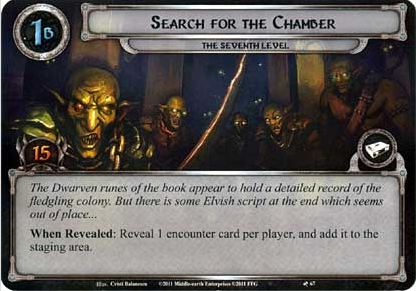 1B
SEARCH FOR THE CHAMBER
THE SEVENTH LEVEL
15
The Dwarven runes of the book appear to hold a detailed record of the
fledgling colony. But there is some Elvish script at the end which seems
out of place...
When Revealed: Reveal 1 encounter card per player, and add it to the
staging area.
Illus. Cristi Balanescu ©2011 Middle-earth Enterprises ©2011 FFG 67